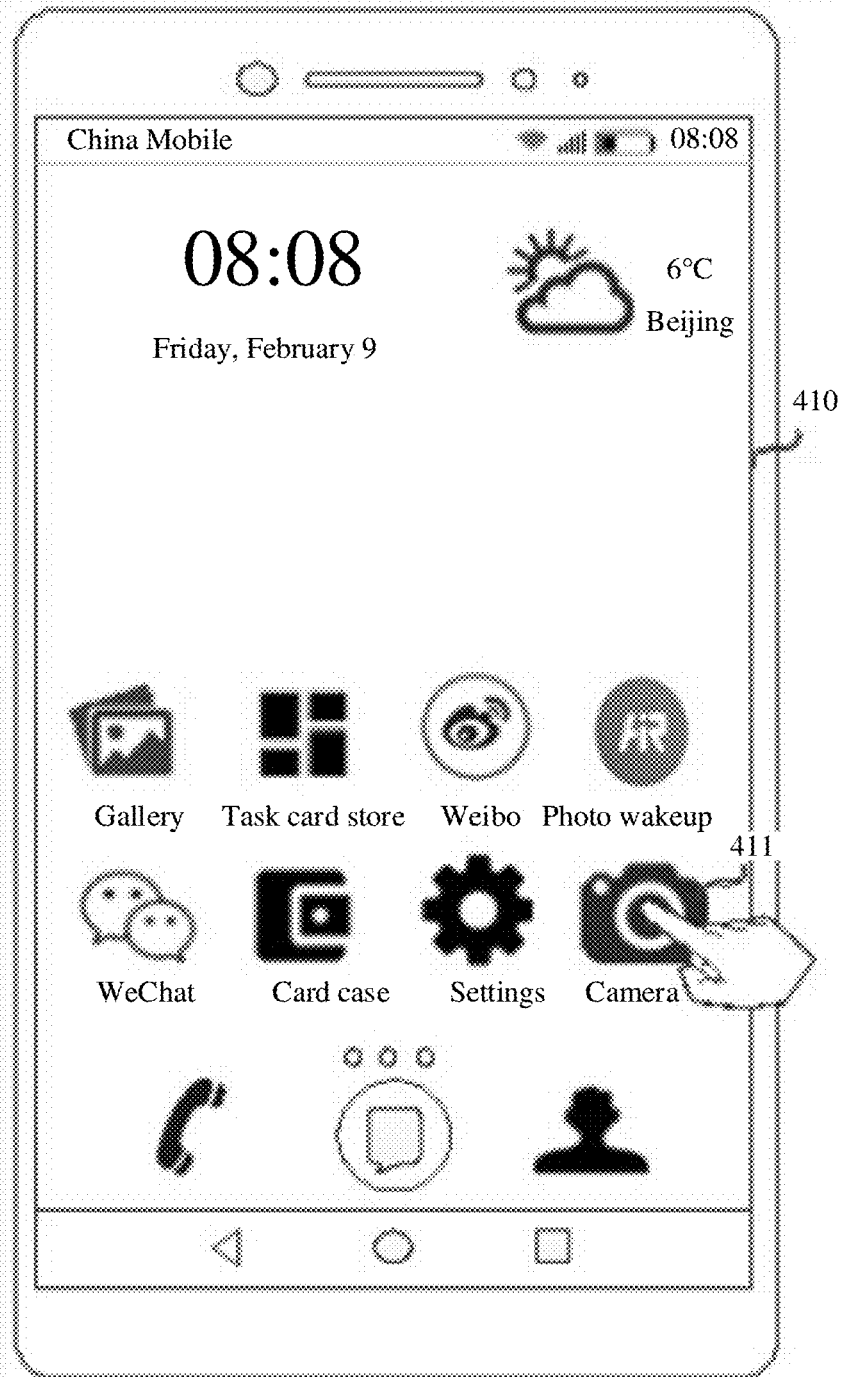 China Mobile 08:08
08:08
6°C
Beijing
Friday, February 9
410
AR
Gallery Task card store Weibo Photo wakeup
411
WeChat Card case Settings Camera